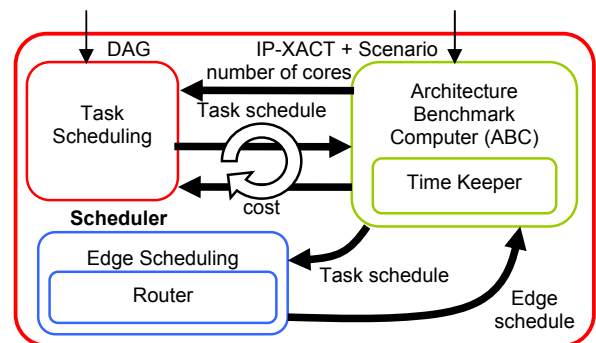 DAG
IP-XACT + Scenario
number of cores
Task
Scheduling
Task schedule
Architecture
Benchmark
Computer (ABC)
Time Keeper
cost
Scheduler
Edge Scheduling
Router
Task schedule
Edge
schedule